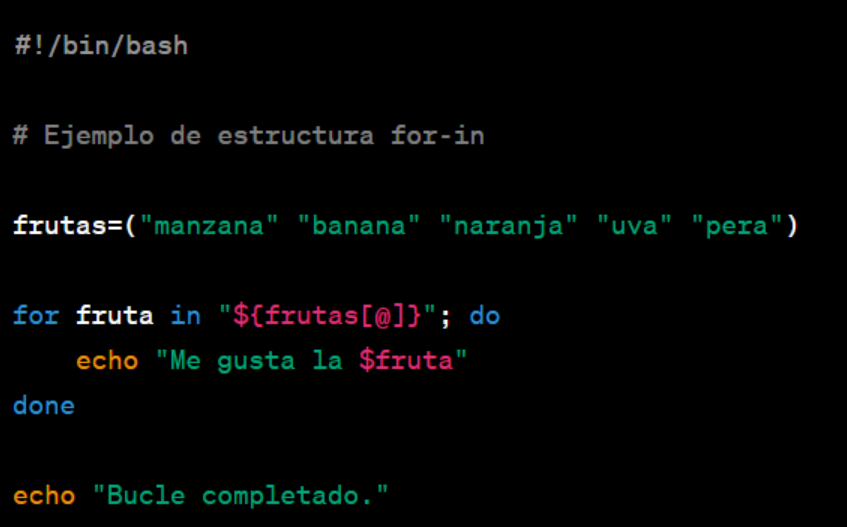 #!/bin/bash
# Ejemplo de estructura for-in
frutas=("manzana" "banana" "naranja" "uva" "pera")
for fruta in "${frutas[@]}"; do
    echo "Me gusta la $fruta"
done
echo "Bucle completado."